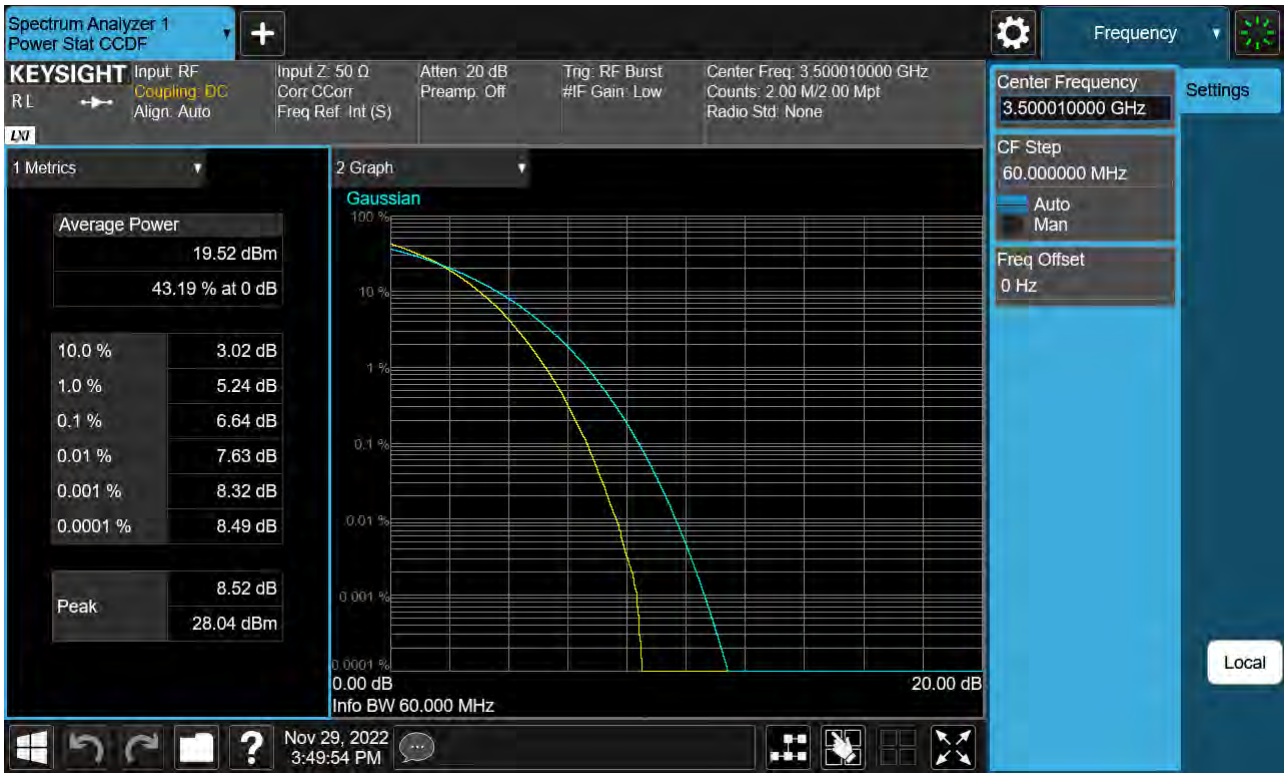 Spectrum Analyzer 1
Power Stat CCDF
+
Frequency
KEYSIGHT
R L
LXI
Input: RF
Coupling: DC
Align: Auto
Input Z: 50 Ω
Corr CCorr
Freq Ref: Int (S)
Atten: 20 dB
Preamp: Off
Trig: RF Burst
#IF Gain: Low
Center Freq: 3.500010000 GHz
Counts: 2.00 M/2.00 Mpt
Radio Std: None
Center Frequency
3.500010000 GHz
Settings
CF Step
60.000000 MHz
Auto
Man
Freq Offset
0 Hz
1 Metrics
Average Power
19.52 dBm
43.19 % at 0 dB
10.0 % 3.02 dB
1.0 % 5.24 dB
0.1 % 6.64 dB
0.01 % 7.63 dB
0.001 % 8.32 dB
0.0001 % 8.49 dB
Peak
8.52 dB
28.04 dBm
2 Graph
Gaussian
100 %
10 %
1 %
0.1 %
0.01 %
0.001 %
0.0001 %
0.00 dB
20.00 dB
Info BW 60.000 MHz
Local
?
Nov 29, 2022
3:49:54 PM